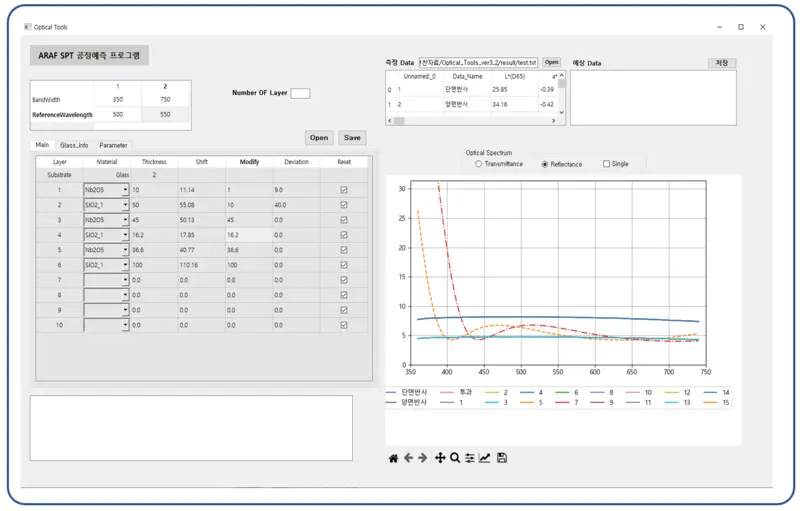 Optical Tools
ARAF SPT 공정예측 프로그램
1 2
BandWidth 350 750
ReferenceWavelength 500 550
Number OF Layer
Open Save
Main Glass_info Parameter
Layer Material Thickness Shift Modify Deviation Reset
Substrate Glass 2
1 Nb2O5 10 11.14 1 9.0
2 SiO2_1 50 55.08 10 40.0
3 Nb2O5 45 50.13 45 0.0
4 SiO2_1 16.2 17.85 16.2 0.0
5 Nb2O5 36.6 40.77 36.6 0.0
6 SiO2_1 100 110.16 100 0.0
7 0.0 0.0 0.0 0.0
8 0.0 0.0 0.0 0.0
9 0.0 0.0 0.0 0.0
10 0.0 0.0 0.0 0.0
측정 Data /Optical_Tools_ver3.2/result/test.txt Open 예상 Data 저장
Unnamed_0 Data_Name L*(D65) a*
0 1 단면반사 25.85 -0.39
1 2 양면반사 34.16 -0.42
Optical Spectrum
Transmittance Reflectance Single
30
25
20
15
10
5
0
350 400 450 500 550 600 650 700 750
단면반사 투과 2 4 6 8 10 12 14
양면반사 1 3 5 7 9 11 13 15